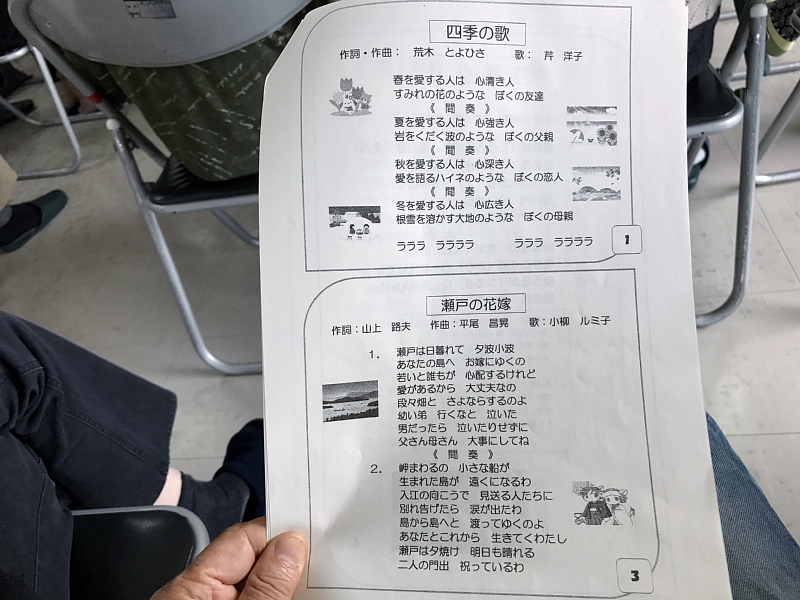 四季の歌
作詞・作曲： 荒木 とよひさ 歌： 芹 洋子
春を愛する人は 心清き人
すみれの花のような ぼくの友達
《 間 奏 》
夏を愛する人は 心強き人
岩をくだく波のような ぼくの父親
《 間 奏 》
秋を愛する人は 心深き人
愛を語るハイネのような ぼくの恋人
《 間 奏 》
冬を愛する人は 心広き人
根雪を溶かす大地のような ぼくの母親
ラララ ララララ ラララ ララララ
1
瀬戸の花嫁
作詞：山上 路夫 作曲：平尾 昌晃 歌：小柳 ルミ子
1． 瀬戸は日暮れて 夕波小波
あなたの島へ お嫁にゆくの
若いと誰もが 心配するけれど
愛があるから 大丈夫なの
段々畑と さよならするのよ
幼い弟 行くなと 泣いた
男だったら 泣いたりせずに
父さん母さん 大事にしてね
《 間 奏 》
2． 岬まわるの 小さな船が
生まれた島が 遠くになるわ
入江の向こうで 見送る人たちに
別れ告げたら 涙が出たわ
島から島へと 渡ってゆくのよ
あなたとこれから 生きてくわたし
瀬戸は夕焼け 明日も晴れる
二人の門出 祝っているわ
3